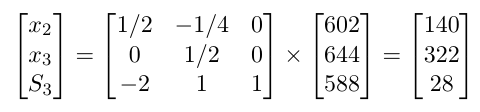 [x₂ x₃ S₃] = [1/2 −1/4 0; 0 1/2 0; −2 1 1] × [602 644 588] = [140 322 28]